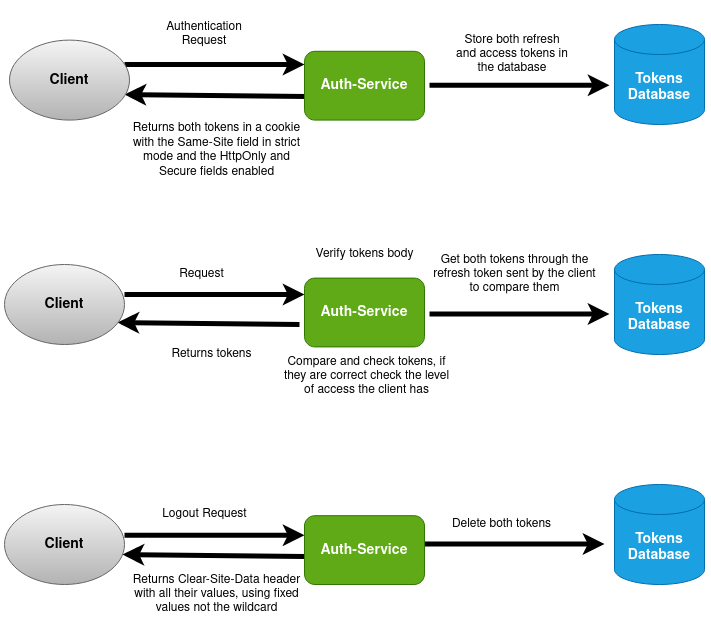 Authentication
Request
Client
Auth-Service
Store both refresh
and access tokens in
the database
Tokens
Database
Returns both tokens in a cookie
with the Same-Site field in strict
mode and the HttpOnly and
Secure fields enabled
Request
Client
Returns tokens
Verify tokens body
Auth-Service
Compare and check tokens, if
they are correct check the level
of access the client has
Get both tokens through the
refresh token sent by the client
to compare them
Tokens
Database
Logout Request
Client
Auth-Service
Delete both tokens
Tokens
Database
Returns Clear-Site-Data header
with all their values, using fixed
values not the wildcard